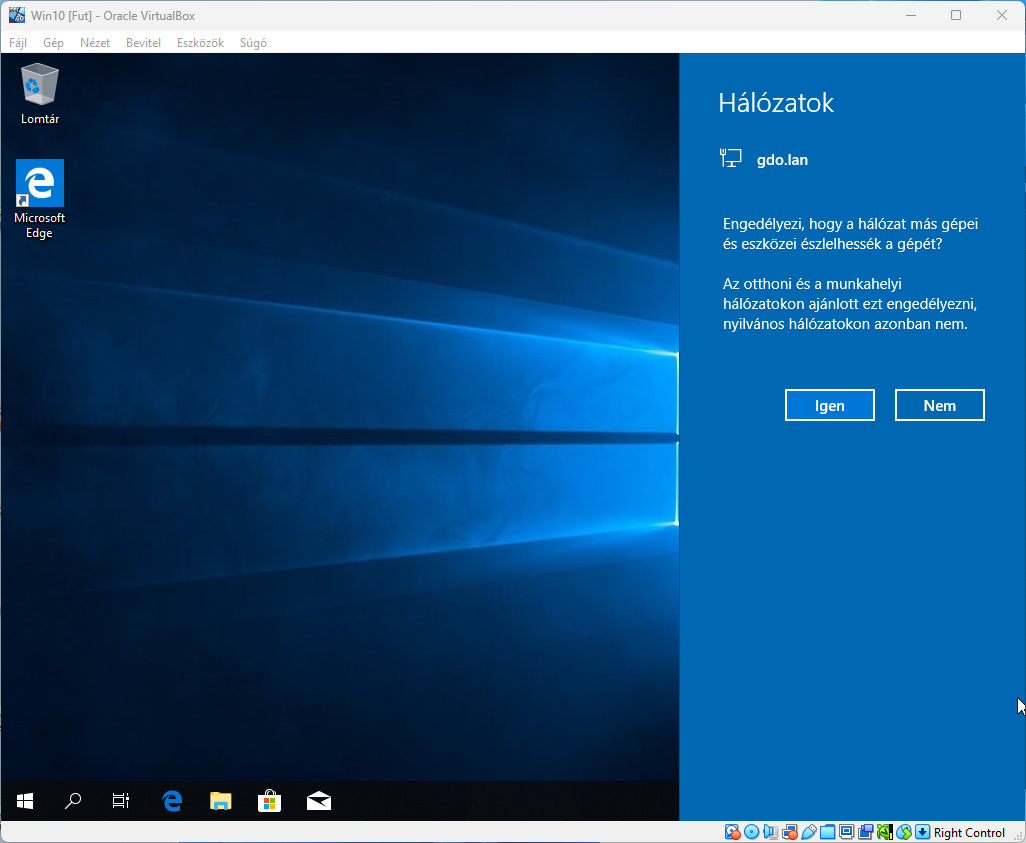 Win10 [Fut] - Oracle VirtualBox
Fájl Gép Nézet Bevitel Eszközök Súgó
Lomtár
Microsoft
Edge
Hálózatok
gdo.lan
Engedélyezi, hogy a hálózat más gépei
és eszközei észlelhessék a gépét?
Az otthoni és a munkahelyi
hálózatokon ajánlott ezt engedélyezni,
nyilvános hálózatokon azonban nem.
Igen Nem
Right Control